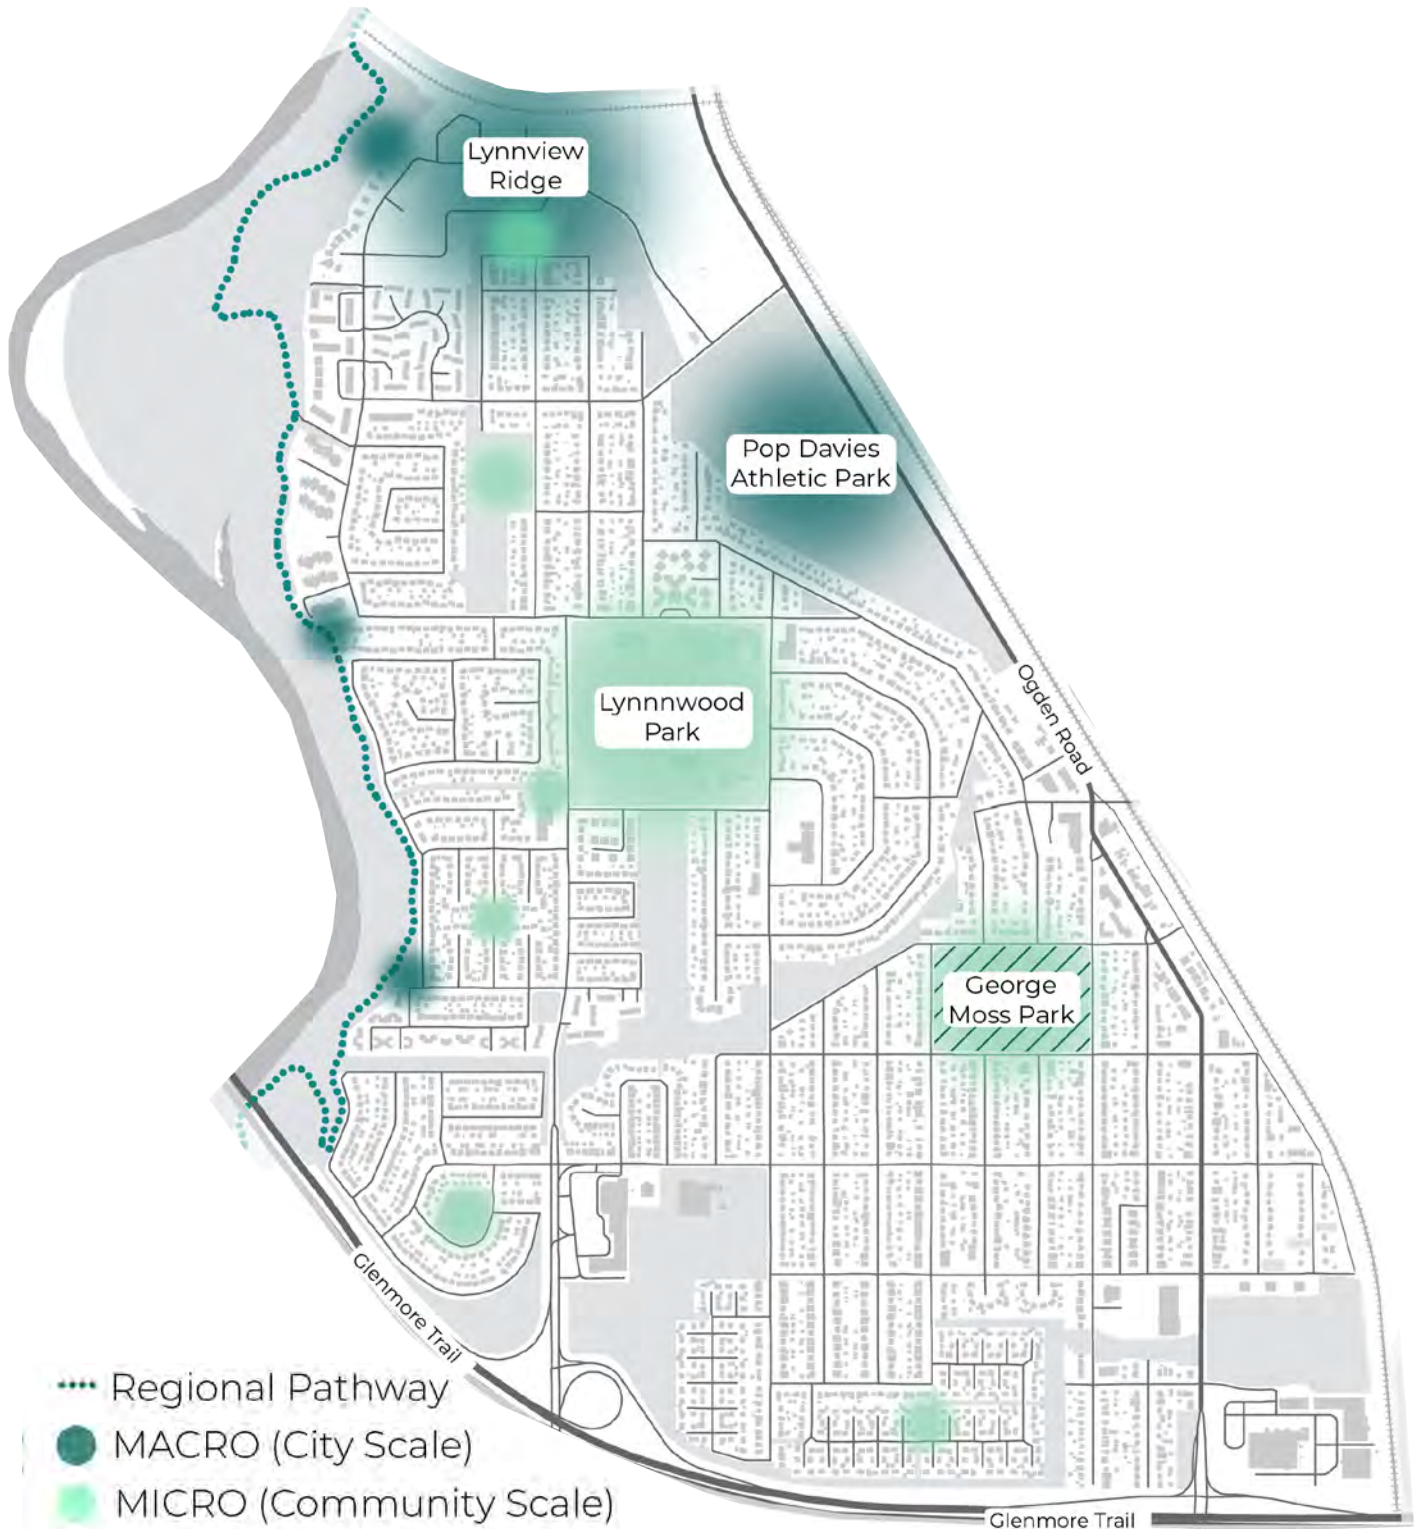 Lynnview
Ridge
Pop Davies
Athletic Park
Lynnnwood
Park
Ogden Road
George
Moss Park
Glenmore Trail
Regional Pathway
MACRO (City Scale)
MICRO (Community Scale)
Glenmore Trail